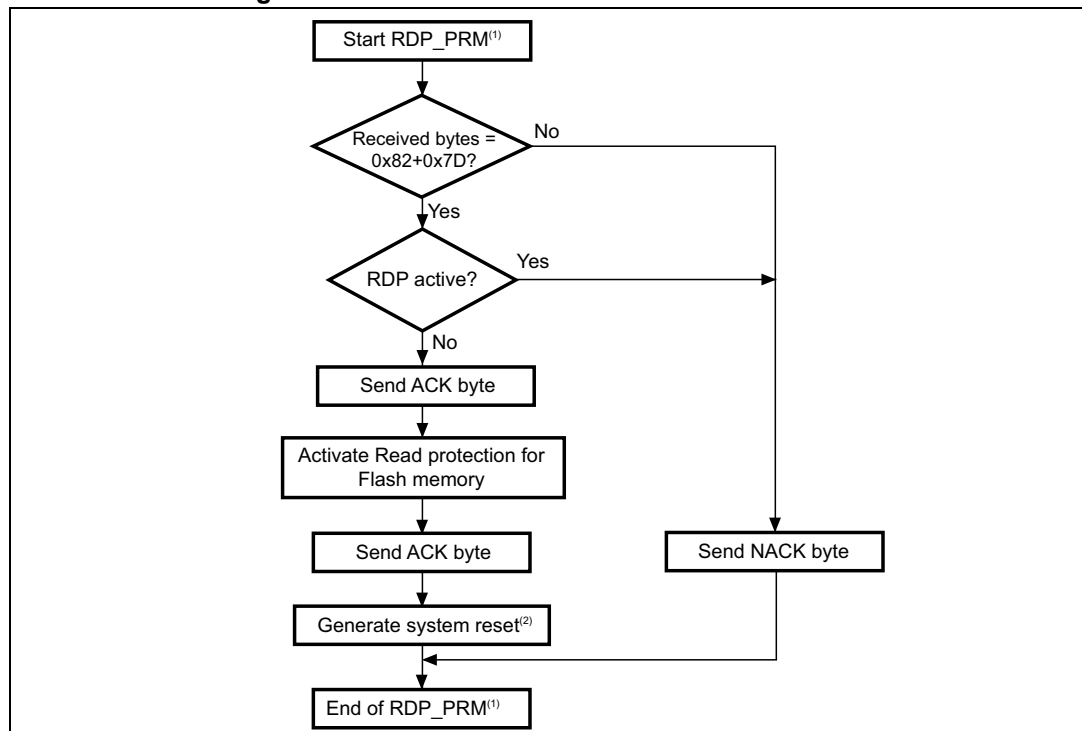 Start RDP_PRM(1)
Received bytes =
0x82+0x7D?
No
Yes
RDP active?
Yes
No
Send ACK byte
Activate Read protection for
Flash memory
Send ACK byte
Send NACK byte
Generate system reset(2)
End of RDP_PRM(1)